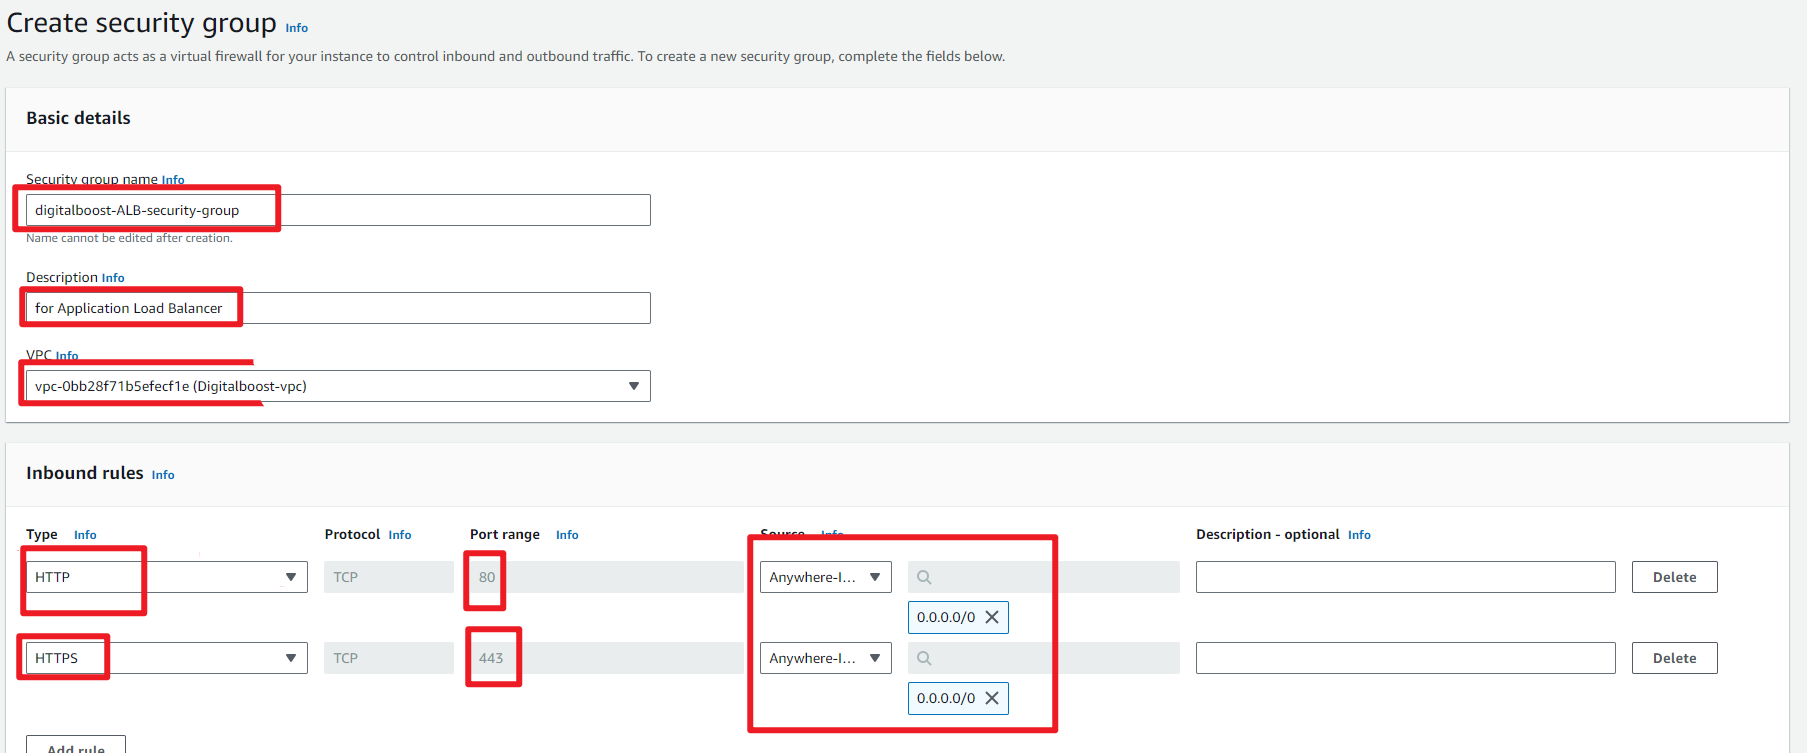 Create security group Info
A security group acts as a virtual firewall for your instance to control inbound and outbound traffic. To create a new security group, complete the fields below.
Basic details
Security group name Info
digitalboost-ALB-security-group
Name cannot be edited after creation.
Description Info
for Application Load Balancer
VPC Info
vpc-0bb28f71b5efecf1e (Digitalboost-vpc)
Inbound rules Info
Type Info Protocol Info Port range Info Source Info Description - optional Info
HTTP TCP 80 Anywhere-I... Delete
0.0.0.0/0
HTTPS TCP 443 Anywhere-I... Delete
0.0.0.0/0
Add rule